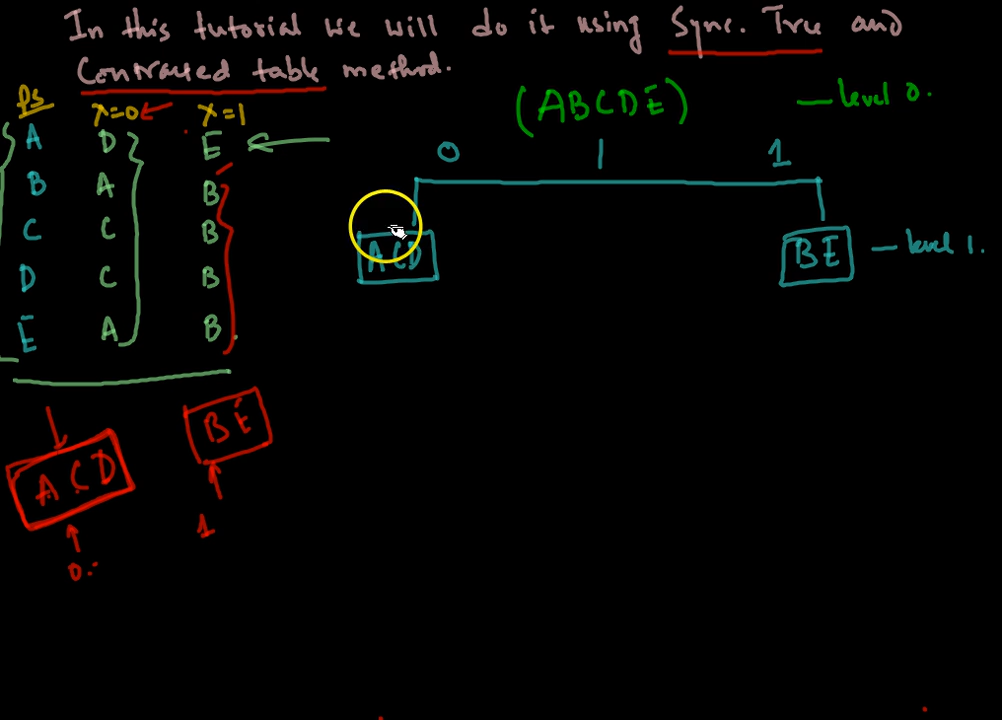 In this tutorial we will do it using Sync. Tree and
Contracted table method.
Ps X=0 X=1
A D E
B A B
C C B
D C B
E A B
(ABCDE) — level 0.
0 1
ACD BE — level 1.
ACD BE
0 1